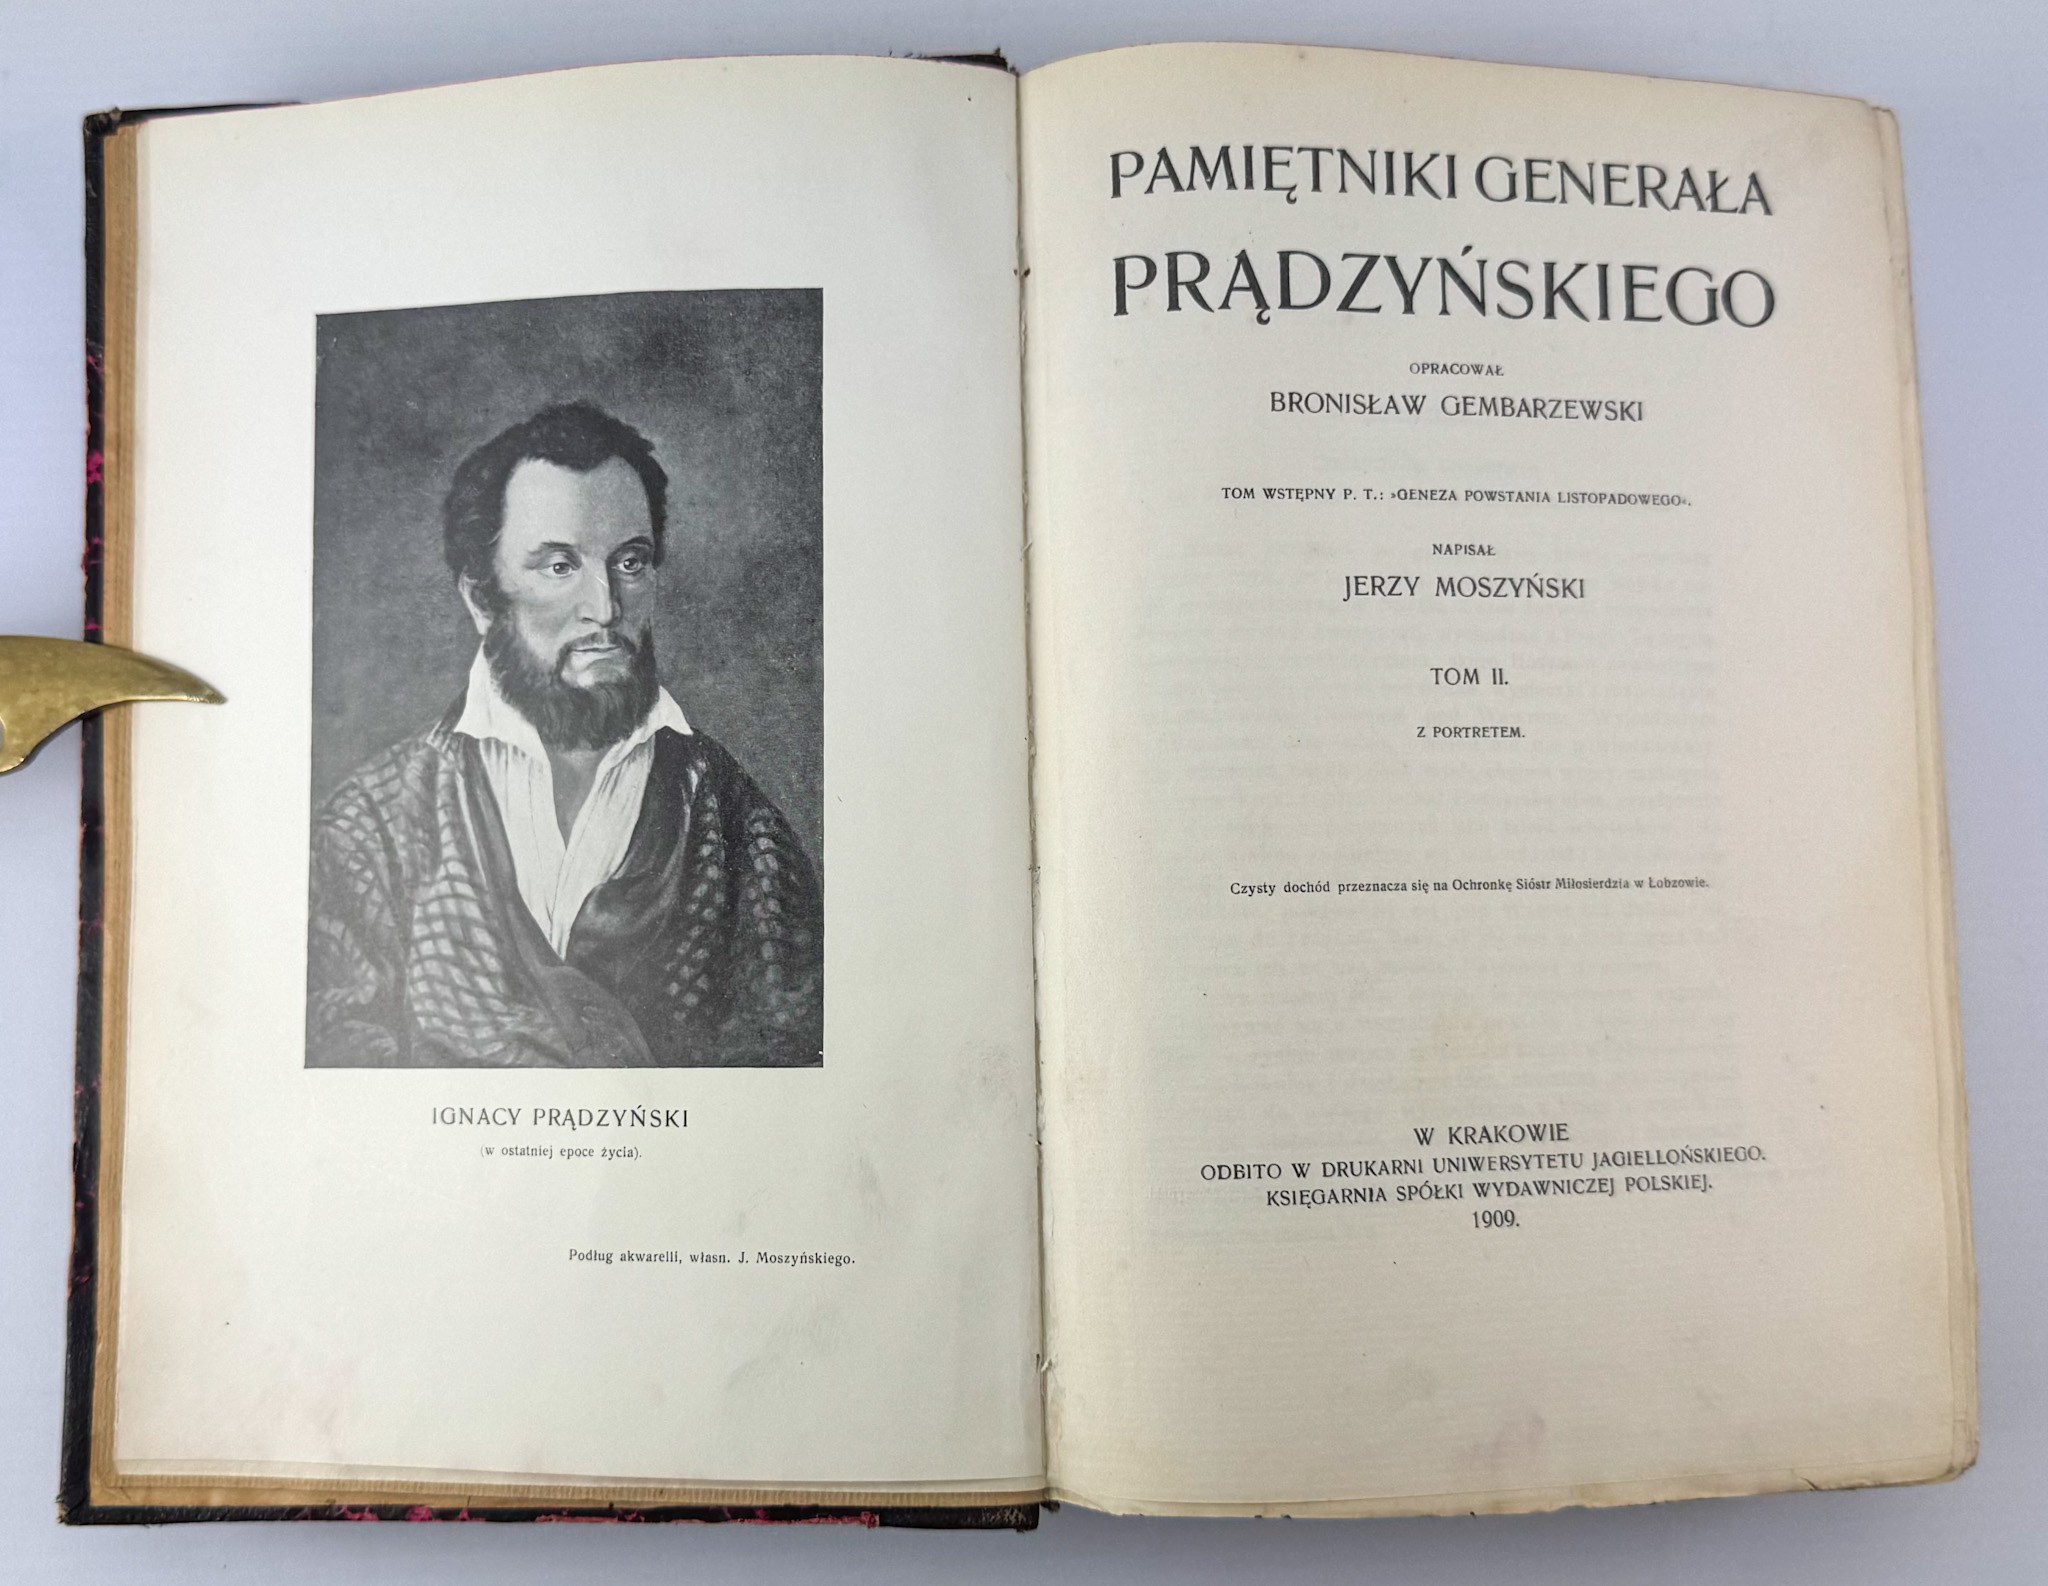 IGNACY PRĄDZYŃSKI
(w ostatniej epoce życia).
Podług akwarelli, własn. J. Moszyńskiego.
PAMIĘTNIKI GENERAŁA
PRĄDZYŃSKIEGO
OPRACOWAŁ
BRONISŁAW GEMBARZEWSKI
TOM WSTĘPNY P. T.: »GENEZA POWSTANIA LISTOPADOWEGO«.
NAPISAŁ
JERZY MOSZYŃSKI
TOM II.
Z PORTRETEM.
Czysty dochód przeznacza się na Ochronkę Sióstr Miłosierdzia w Łobzowie.
W KRAKOWIE
ODBITO W DRUKARNI UNIWERSYTETU JAGIELLOŃSKIEGO.
KSIĘGARNIA SPÓŁKI WYDAWNICZEJ POLSKIEJ.
1909.